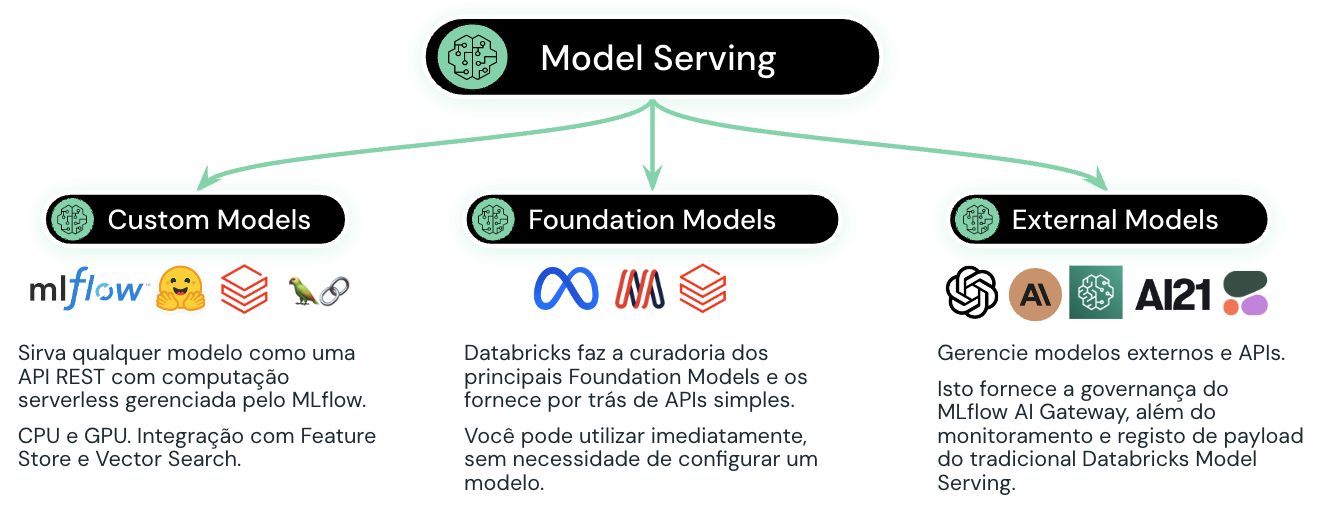 Model Serving
Custom Models
Foundation Models
External Models
mlflow™
AI21
Sirva qualquer modelo como uma
API REST com computação
serverless gerenciada pelo MLflow.
CPU e GPU. Integração com Feature
Store e Vector Search.
Databricks faz a curadoria dos
principais Foundation Models e os
fornece por trás de APIs simples.
Você pode utilizar imediatamente,
sem necessidade de configurar um
modelo.
Gerencie modelos externos e APIs.
Isto fornece a governança do
MLflow AI Gateway, além do
monitoramento e registo de payload
do tradicional Databricks Model
Serving.